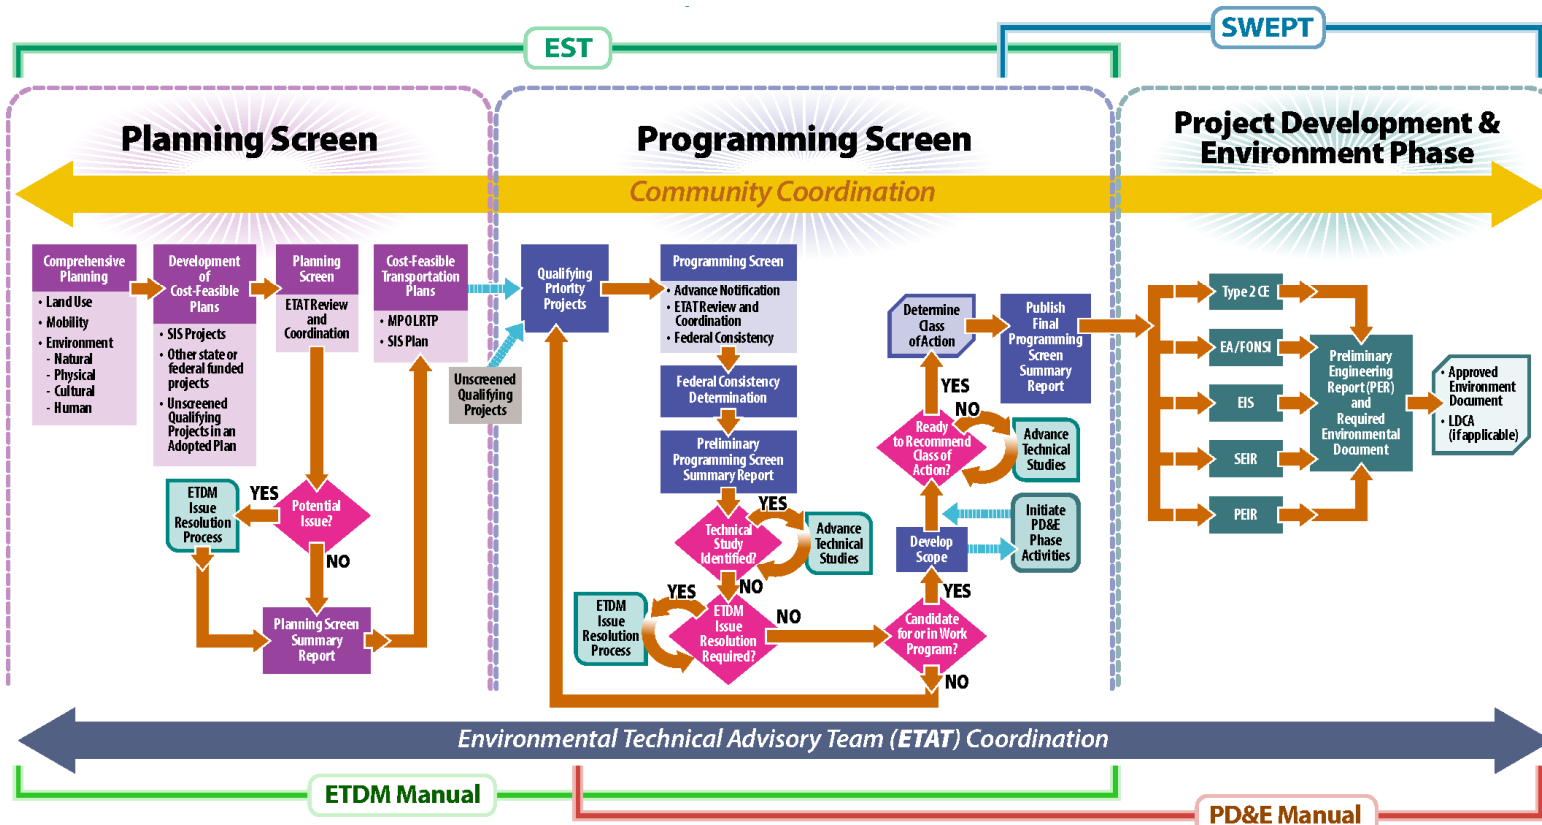 EST
SWEPT
Planning Screen
Programming Screen
Project Development &
Environment Phase
Community Coordination
Comprehensive
Planning
• Land Use
• Mobility
• Environment
- Natural
- Physical
- Cultural
- Human
Development
of
Cost-Feasible
Plans
• SIS Projects
• Other state or
federal funded
projects
• Unscreened
Qualifying
Projects in an
Adopted Plan
Planning
Screen
ETAT Review
and
Coordination
Cost-Feasible
Transportation
Plans
• MPO LRTP
• SIS Plan
ETDM
Issue
Resolution
Process
YES
Potential
Issue?
NO
Planning Screen
Summary
Report
Unscreened
Qualifying
Projects
Qualifying
Priority
Projects
Programming Screen
• Advance Notification
• ETAT Review and
Coordination
• Federal Consistency
Federal Consistency
Determination
Preliminary
Programming Screen
Summary Report
YES
Technical
Study
Identified?
Advance
Technical
Studies
NO
YES
ETDM
Issue
Resolution
Process
ETDM
Issue
Resolution
Required?
NO
Candidate
for or in Work
Program?
NO
YES
Develop
Scope
Initiate
PD&E
Phase
Activities
Ready
to Recommend
Class of
Action?
NO
Advance
Technical
Studies
YES
Determine
Class
of Action
Publish
Final
Programming
Screen
Summary
Report
Type 2 CE
EA/FONSI
EIS
SEIR
PEIR
Preliminary
Engineering
Report (PER)
and
Required
Environmental
Document
• Approved
Environment
Document
• LDCA
(if applicable)
Environmental Technical Advisory Team (ETAT) Coordination
ETDM Manual
PD&E Manual